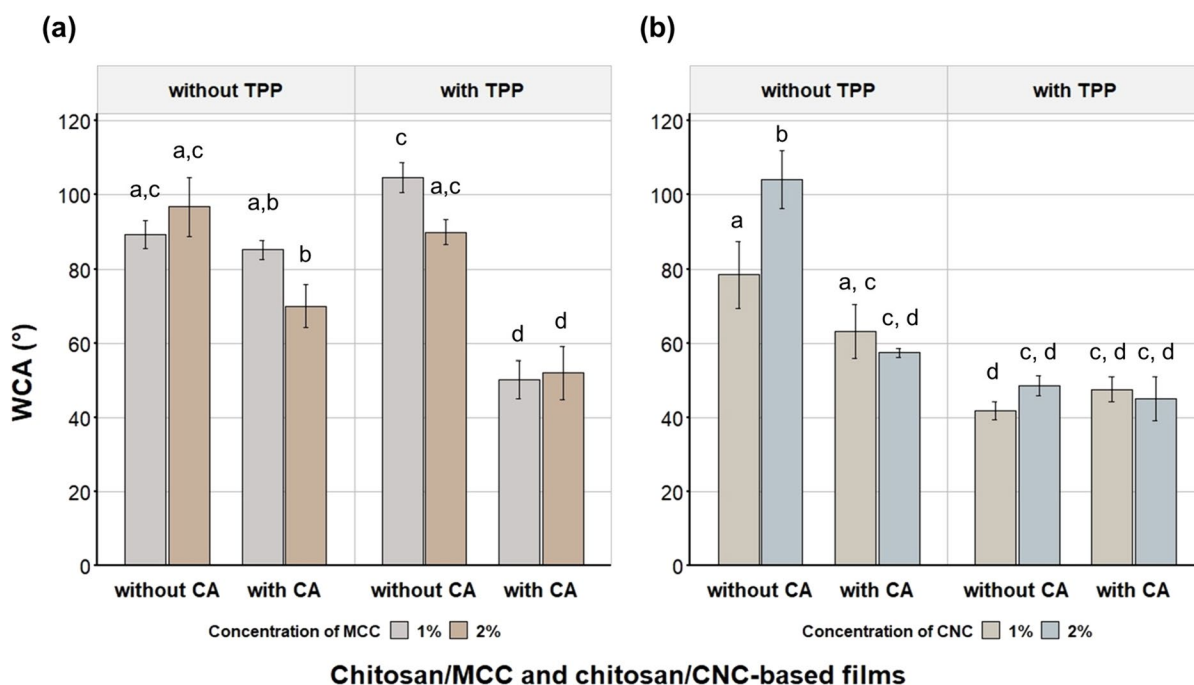 (a)
(b)
without TPP
with TPP
without TPP
with TPP
WCA (°)
120
100
80
60
40
20
0
a,c
a,c
a,b
b
c
a,c
d
d
120
100
80
60
40
20
0
a
b
a, c
c, d
d
c, d
c, d
c, d
without CA
with CA
without CA
with CA
without CA
with CA
without CA
with CA
Concentration of MCC 1% 2%
Concentration of CNC 1% 2%
Chitosan/MCC and chitosan/CNC-based films